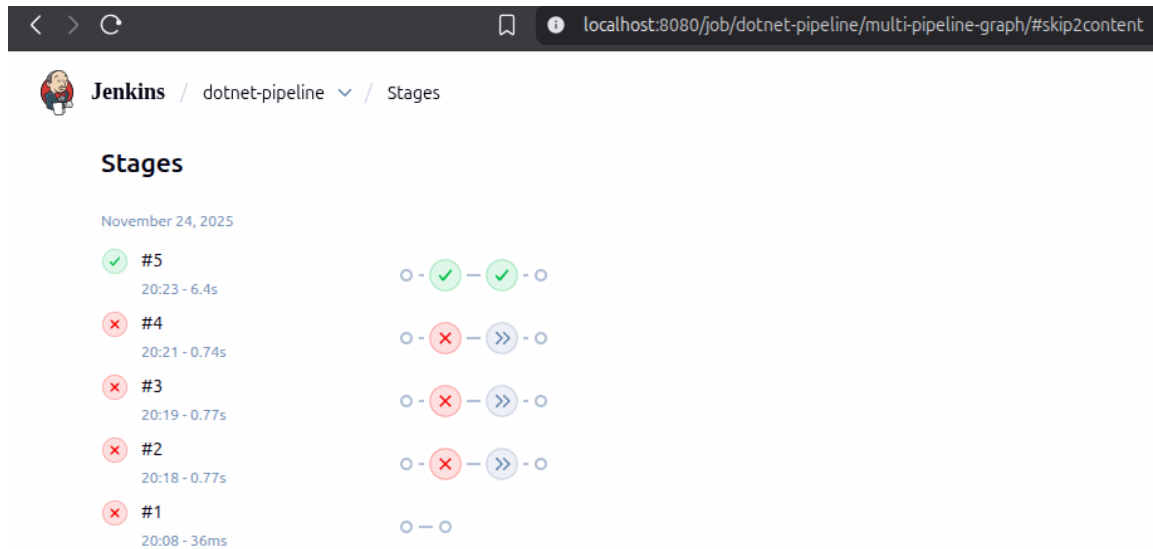 localhost:8080/job/dotnet-pipeline/multi-pipeline-graph/#skip2content
Jenkins / dotnet-pipeline / Stages
Stages
November 24, 2025
#5
20:23 - 6.4s
#4
20:21 - 0.74s
#3
20:19 - 0.77s
#2
20:18 - 0.77s
#1
20:08 - 36ms